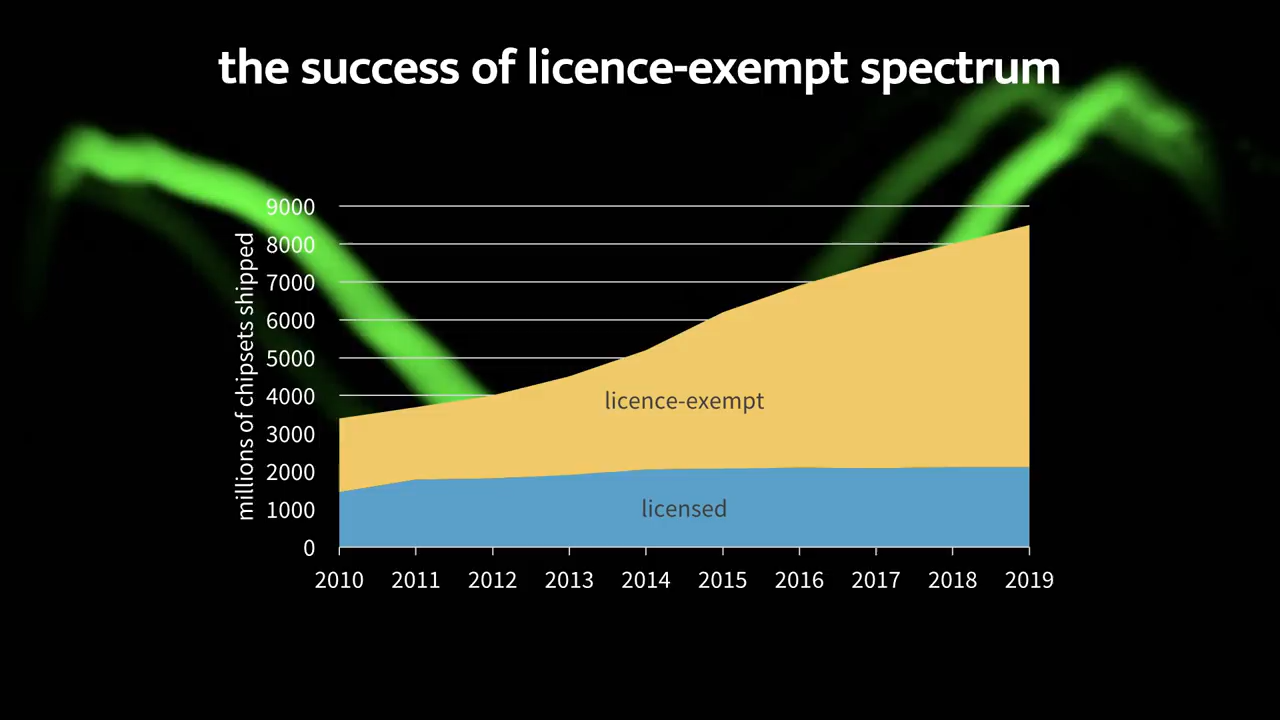 the success of licence-exempt spectrum
millions of chipsets shipped
9000
8000
7000
6000
5000
4000
3000
2000
1000
0
licence-exempt
licensed
2010 2011 2012 2013 2014 2015 2016 2017 2018 2019